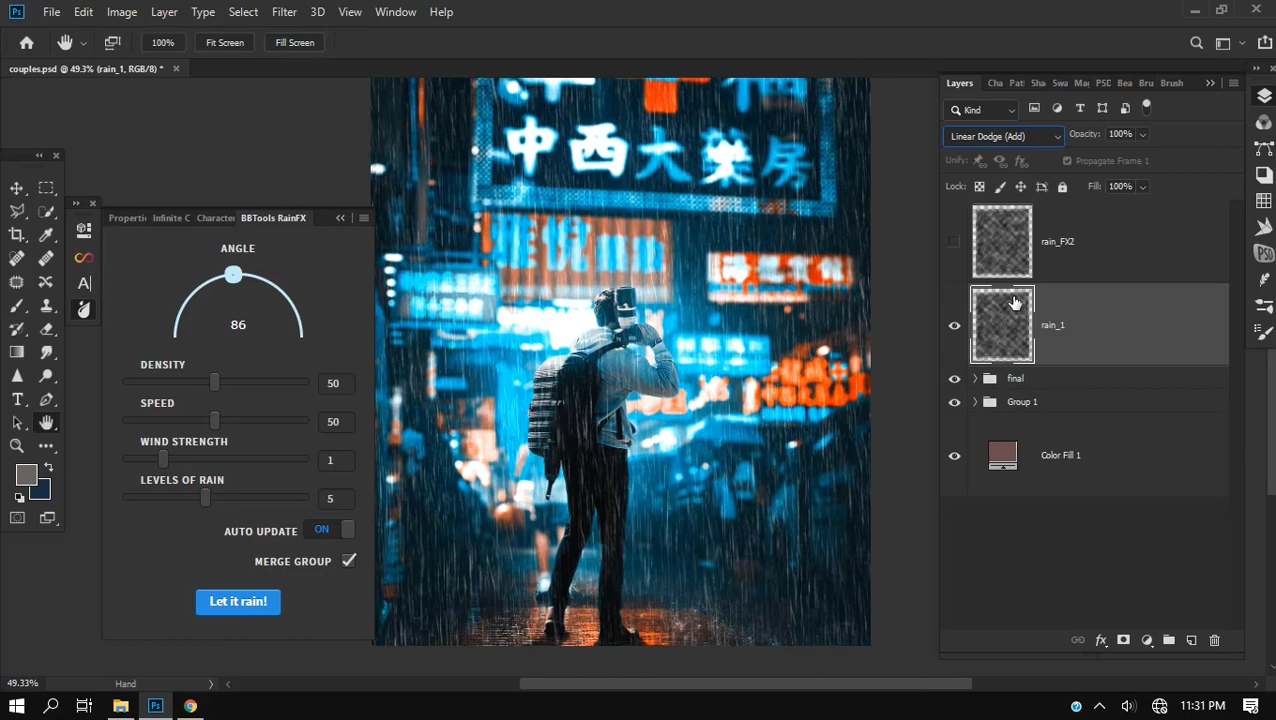 Ps File Edit Image Layer Type Select Filter 3D View Window Help
100% Fit Screen Fill Screen
couples.psd @ 49.3% (rain_1, RGB/8) *
Properti Infinite C Character BBTools RainFX
ANGLE
86
DENSITY
50
SPEED
50
WIND STRENGTH
1
LEVELS OF RAIN
5
AUTO UPDATE ON
MERGE GROUP
Let it rain!
中西大藥房
Layers Cha Pat Sha Swa Ma PSD Bea Bru Brush
Kind
Linear Dodge (Add) Opacity: 100%
Unify: Propagate Frame 1
Lock: Fill: 100%
rain_FX2
rain_1
final
Group 1
Color Fill 1
49.33% Hand
Ps 11:31 PM